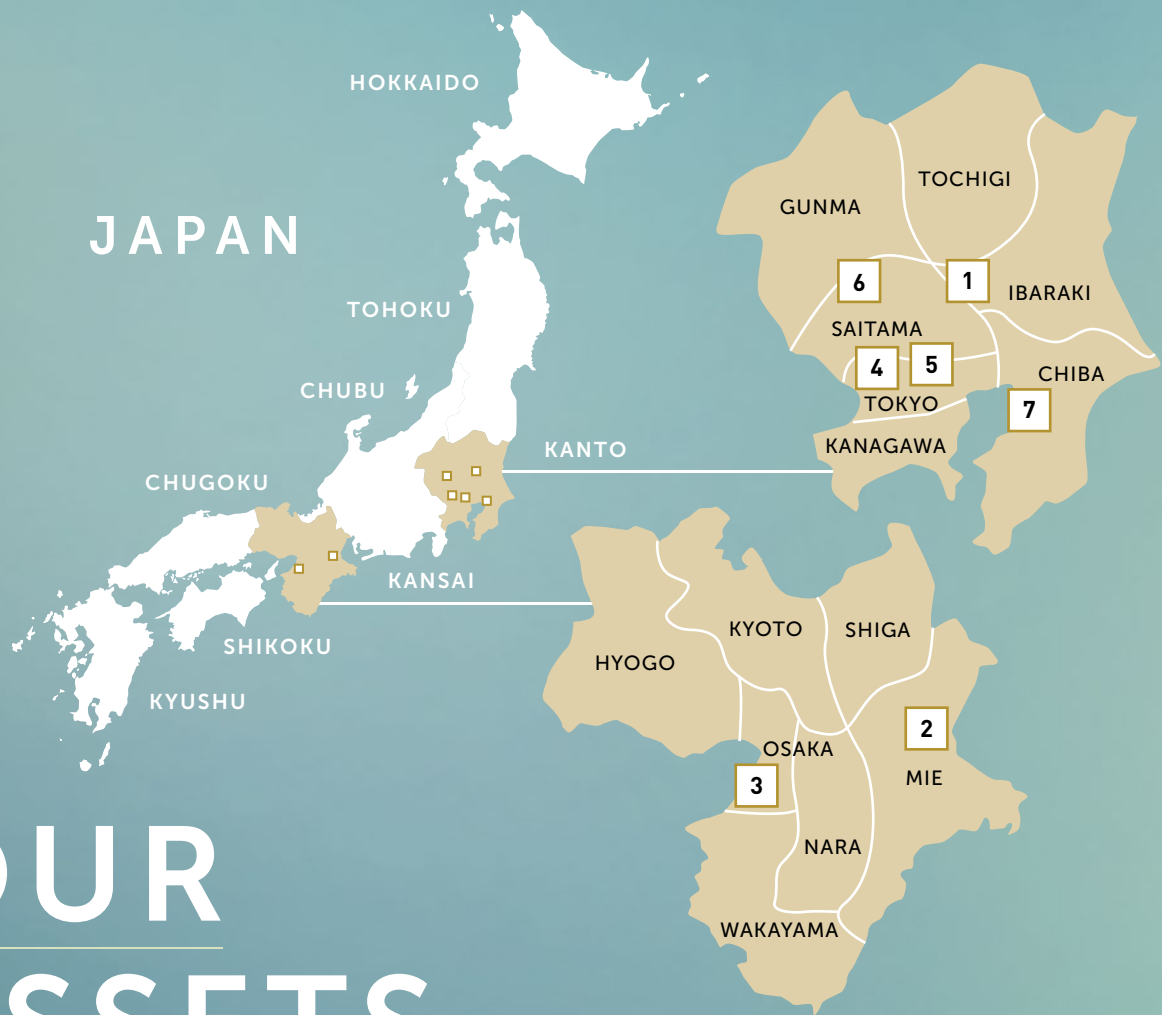 HOKKAIDO
JAPAN
TOHOKU
CHUBU
CHUGOKU
KANTO
KANSAI
SHIKOKU
KYUSHU
TOCHIGI
GUNMA
6
1
IBARAKI
SAITAMA
4
5
CHIBA
TOKYO
7
KANAGAWA
KYOTO
SHIGA
HYOGO
2
OSAKA
3
MIE
NARA
WAKAYAMA
OUR
SSETS